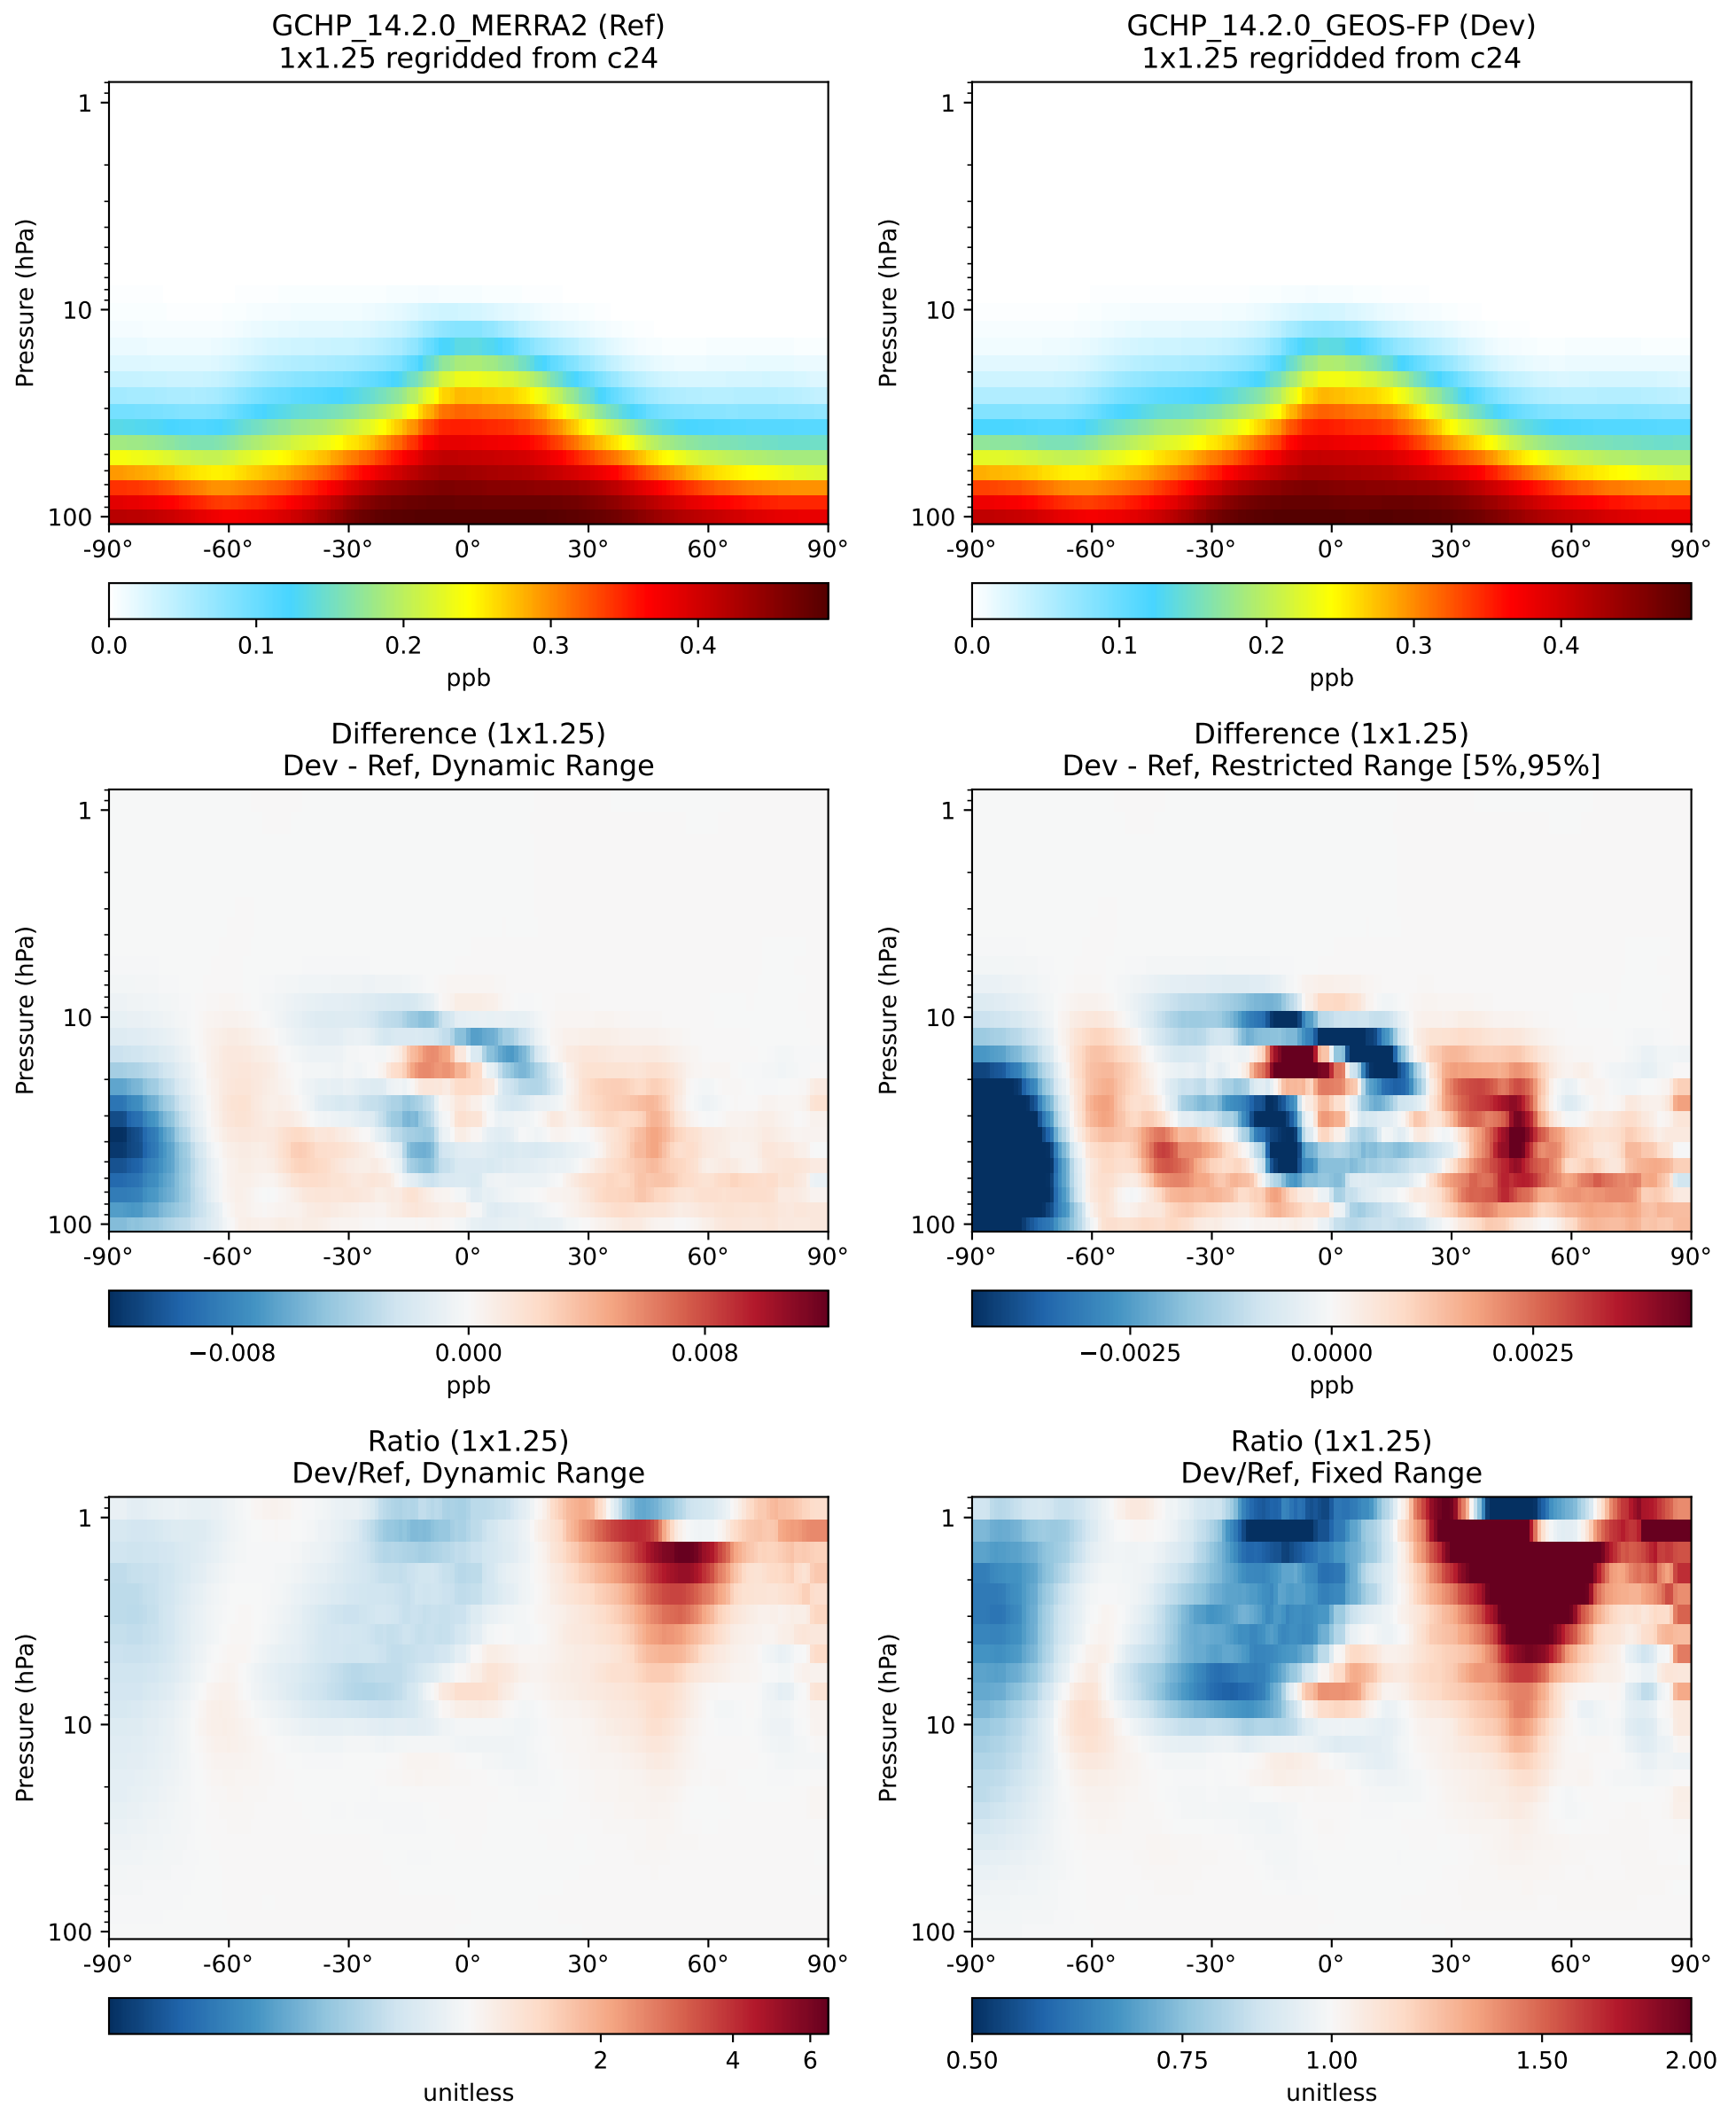 GCHP_14.2.0_MERRA2 (Ref)
1x1.25 regridded from c24
Pressure (hPa)
1
10
100
-90° -60° -30° 0° 30° 60° 90°
0.0 0.1 0.2 0.3 0.4
ppb
GCHP_14.2.0_GEOS-FP (Dev)
1x1.25 regridded from c24
Pressure (hPa)
1
10
100
-90° -60° -30° 0° 30° 60° 90°
0.0 0.1 0.2 0.3 0.4
ppb
Difference (1x1.25)
Dev - Ref, Dynamic Range
Pressure (hPa)
1
10
100
-90° -60° -30° 0° 30° 60° 90°
−0.008 0.000 0.008
ppb
Difference (1x1.25)
Dev - Ref, Restricted Range [5%,95%]
Pressure (hPa)
1
10
100
-90° -60° -30° 0° 30° 60° 90°
−0.0025 0.0000 0.0025
ppb
Ratio (1x1.25)
Dev/Ref, Dynamic Range
Pressure (hPa)
1
10
100
-90° -60° -30° 0° 30° 60° 90°
2 4 6
unitless
Ratio (1x1.25)
Dev/Ref, Fixed Range
Pressure (hPa)
1
10
100
-90° -60° -30° 0° 30° 60° 90°
0.50 0.75 1.00 1.50 2.00
unitless